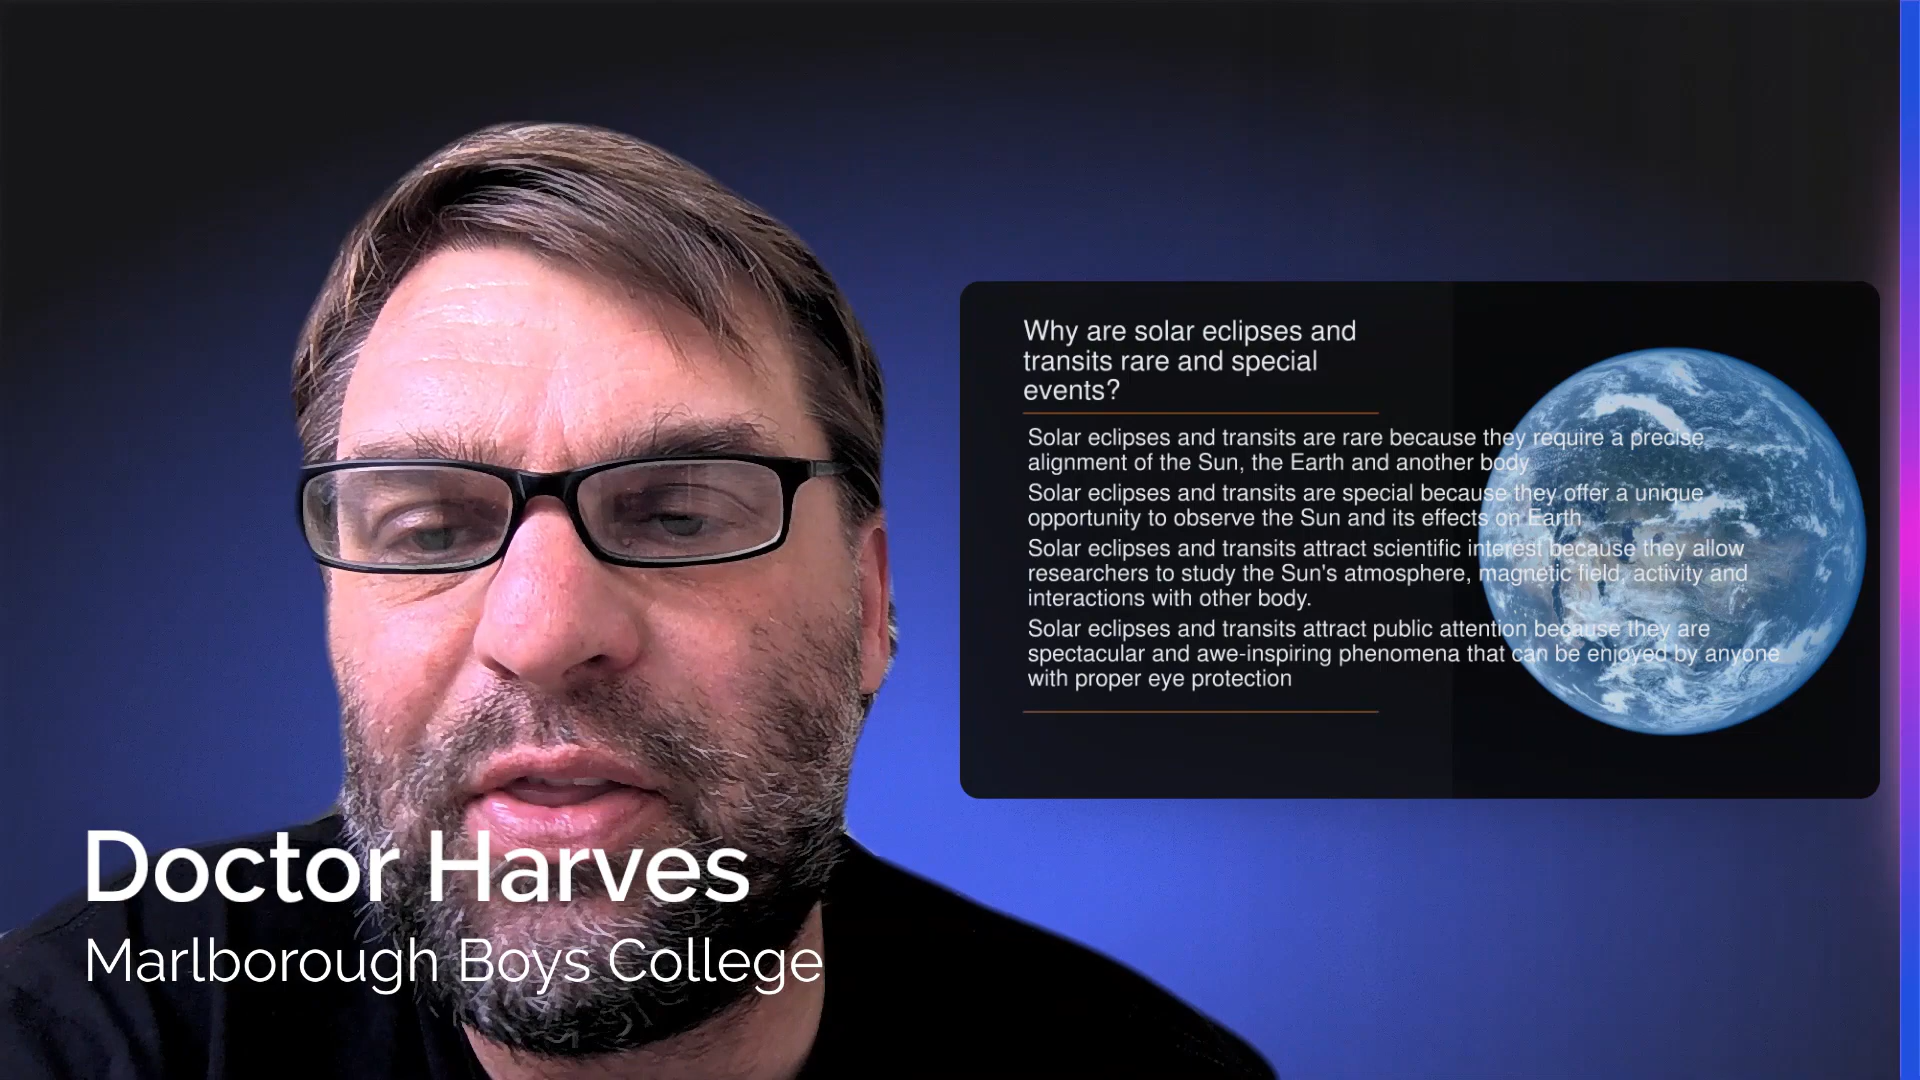 Why are solar eclipses and
transits rare and special
events?
Solar eclipses and transits are rare because they require a precise
alignment of the Sun, the Earth and another body
Solar eclipses and transits are special because they offer a unique
opportunity to observe the Sun and its effects on Earth
Solar eclipses and transits attract scientific interest because they allow
researchers to study the Sun's atmosphere, magnetic field, activity and
interactions with other body.
Solar eclipses and transits attract public attention because they are
spectacular and awe-inspiring phenomena that can be enjoyed by anyone
with proper eye protection
Doctor Harves
Marlborough Boys College